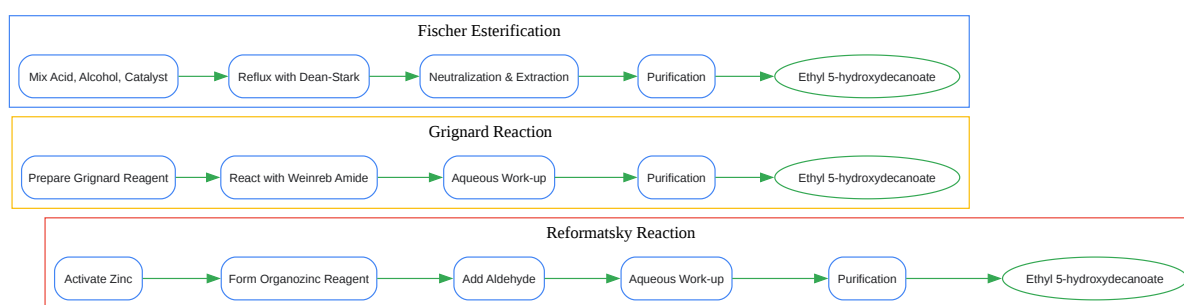 Fischer Esterification
Mix Acid, Alcohol, Catalyst
Reflux with Dean-Stark
Neutralization & Extraction
Purification
Ethyl 5-hydroxydecanoate
Grignard Reaction
Prepare Grignard Reagent
React with Weinreb Amide
Aqueous Work-up
Purification
Ethyl 5-hydroxydecanoate
Reformatsky Reaction
Activate Zinc
Form Organozinc Reagent
Add Aldehyde
Aqueous Work-up
Purification
Ethyl 5-hydroxydecanoate